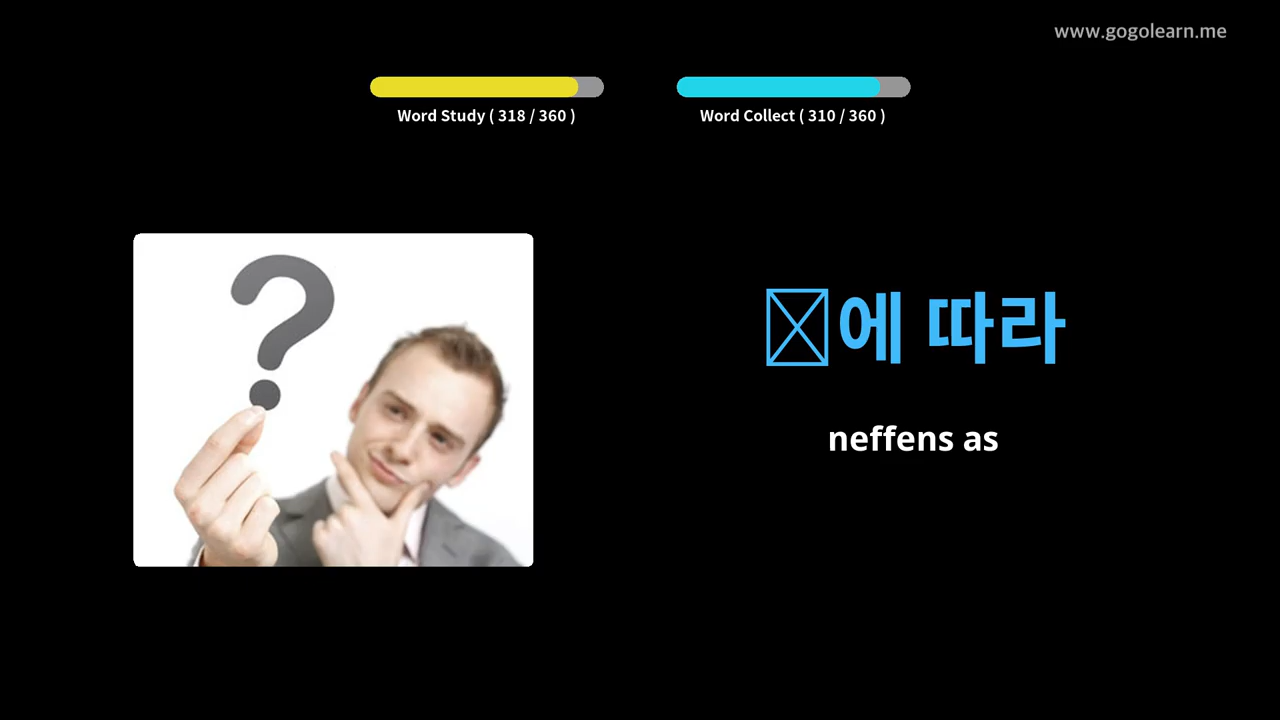 www.gogolearn.me
Word Study ( 318 / 360 )
Word Collect ( 310 / 360 )
에 따라
neffens as